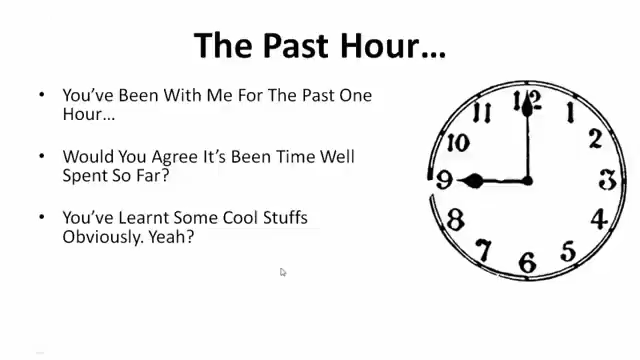 The Past Hour...
• You've Been With Me For The Past One
Hour...
• Would You Agree It's Been Time Well
Spent So Far?
• You've Learnt Some Cool Stuffs
Obviously. Yeah?
12
11
1
10
2
9
3
8
4
7
5
6